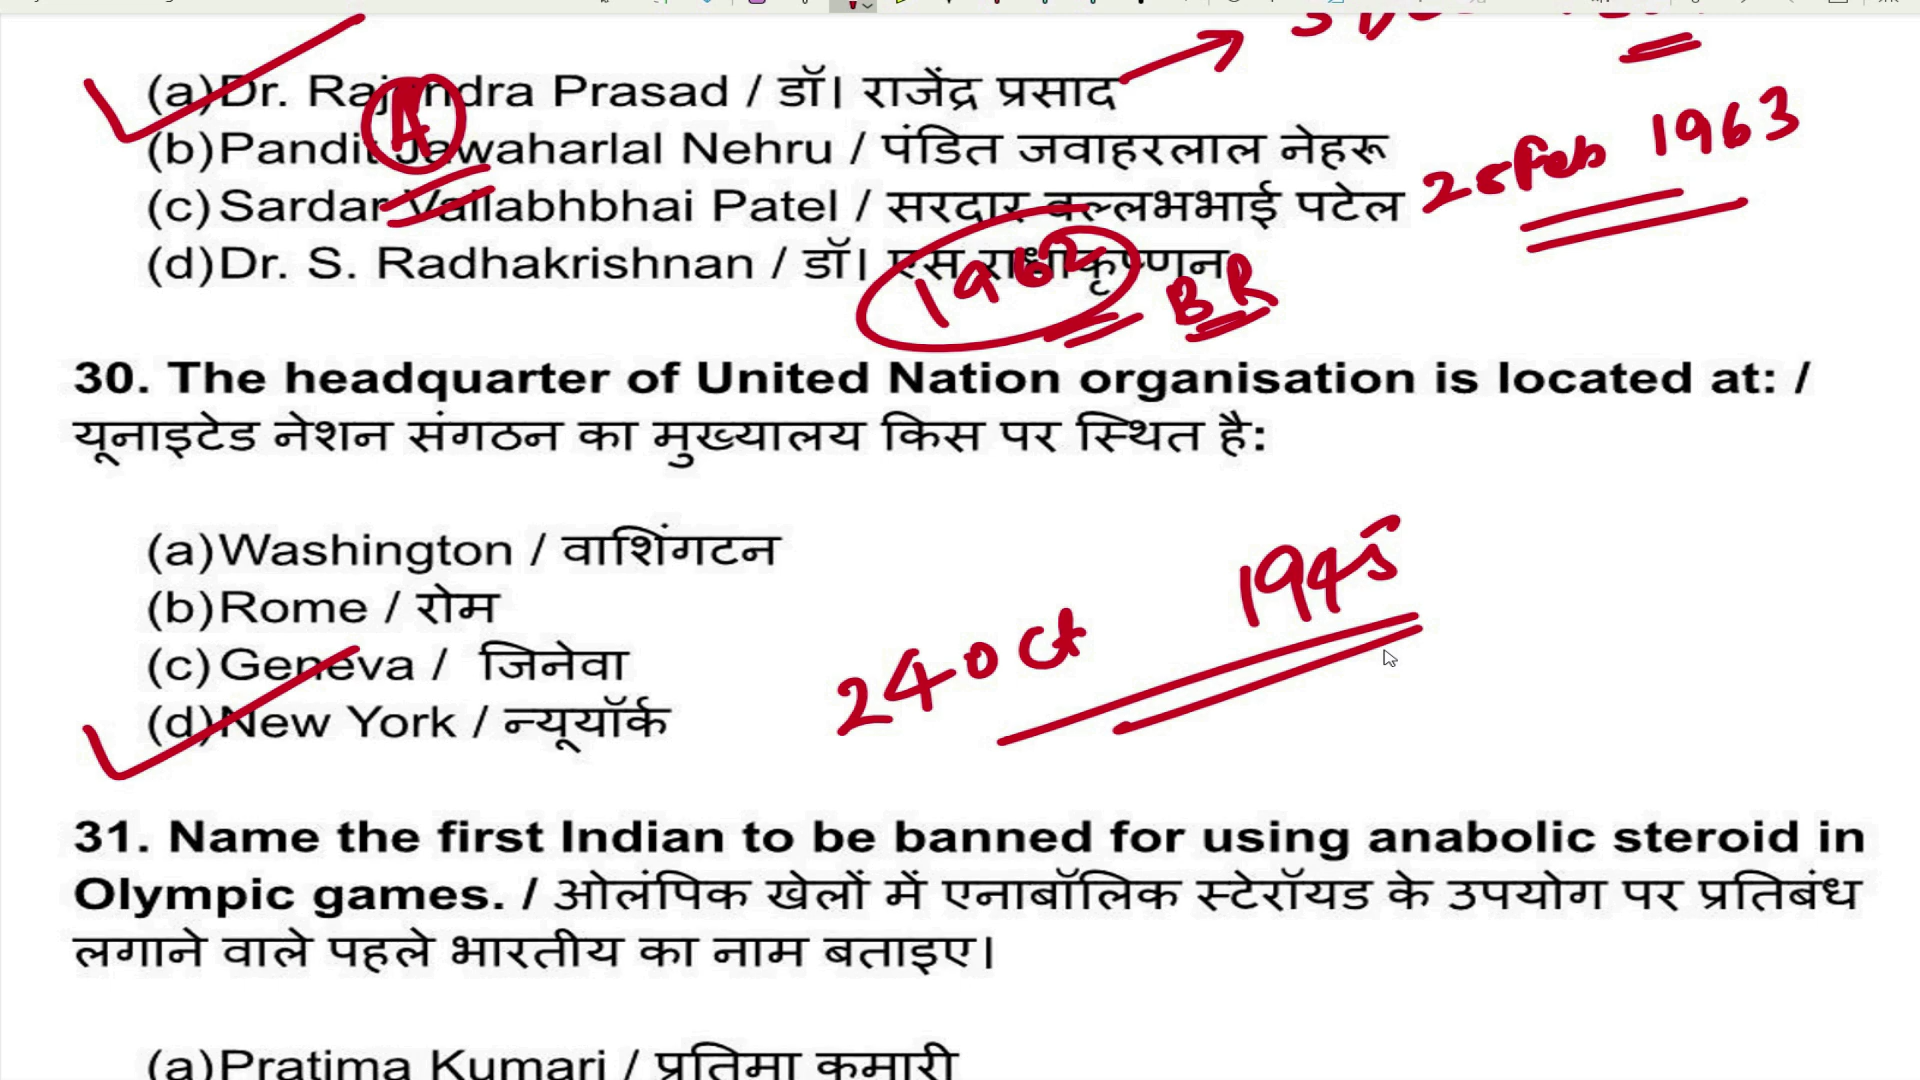 (a) Dr. Rajendra Prasad / डॉ। राजेंद्र प्रसाद
A
(b) Pandit Jawaharlal Nehru / पंडित जवाहरलाल नेहरू
Feb 1963
(c) Sardar Vallabhbhai Patel / सरदार वल्लभभाई पटेल
(d) Dr. S. Radhakrishnan / डॉ। एस राधाकृष्णन
1962 BR
30. The headquarter of United Nation organisation is located at: /
यूनाइटेड नेशन संगठन का मुख्यालय किस पर स्थित है:
(a) Washington / वाशिंगटन
(b) Rome / रोम
(c) Geneva / जिनेवा
(d) New York / न्यूयॉर्क
24 Oct 1945
31. Name the first Indian to be banned for using anabolic steroid in
Olympic games. / ओलंपिक खेलों में एनाबॉलिक स्टेरॉयड के उपयोग पर प्रतिबंध
लगाने वाले पहले भारतीय का नाम बताइए।
(a) Pratima Kumari / प्रतिमा कुमारी